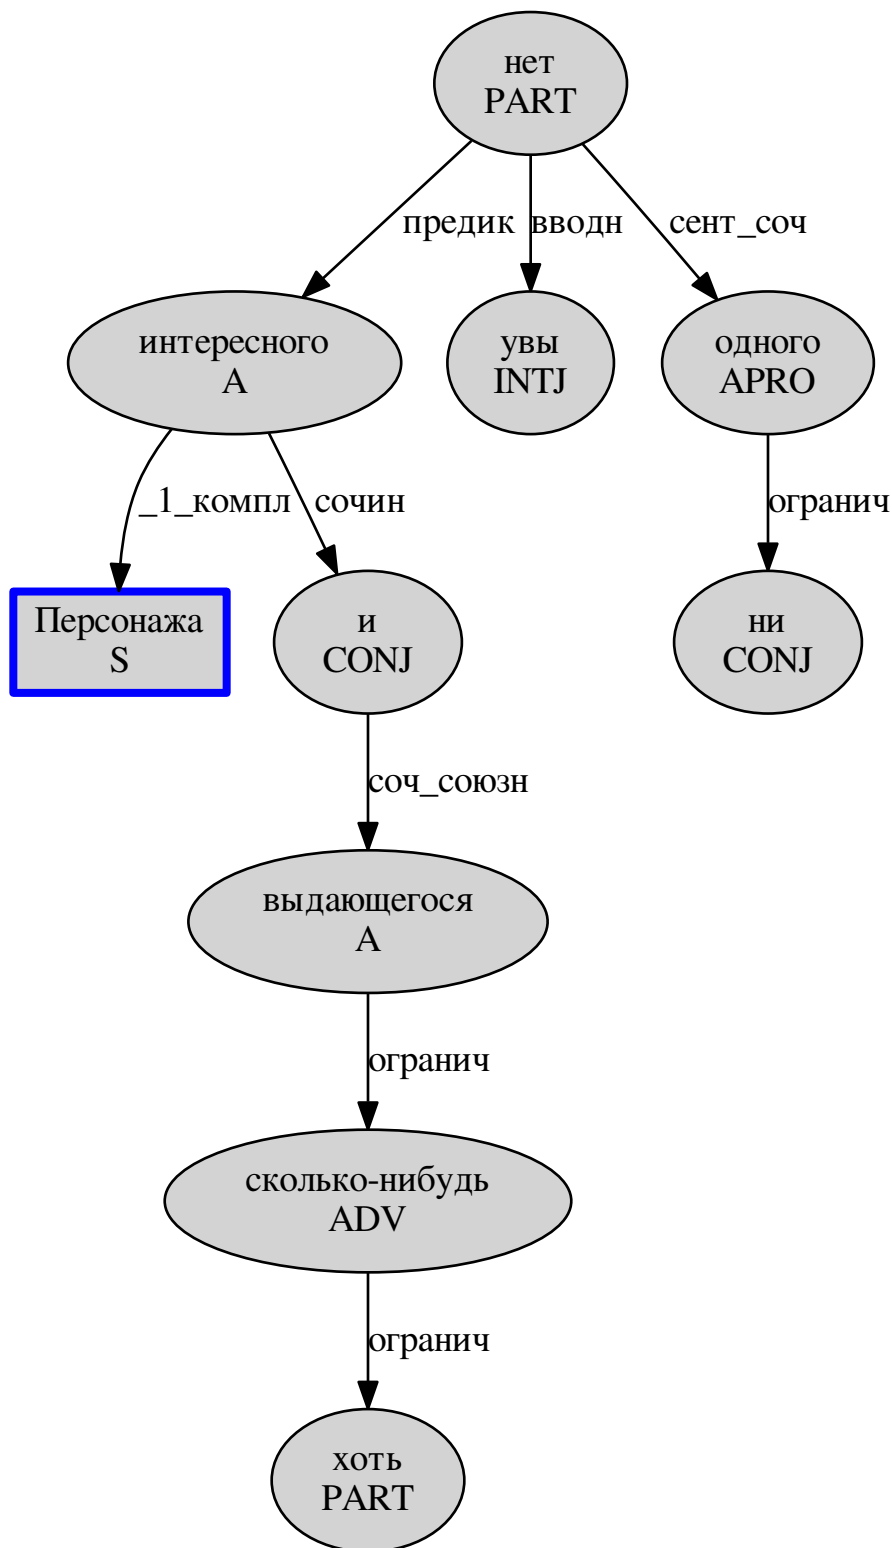 нет
PART
предик
вводн
сент_соч
интересного
A
увы
INTJ
одного
APRO
_1_компл
сочин
огранич
Персонажа
S
и
CONJ
ни
CONJ
соч_союзн
выдающегося
A
огранич
сколько-нибудь
ADV
огранич
хоть
PART